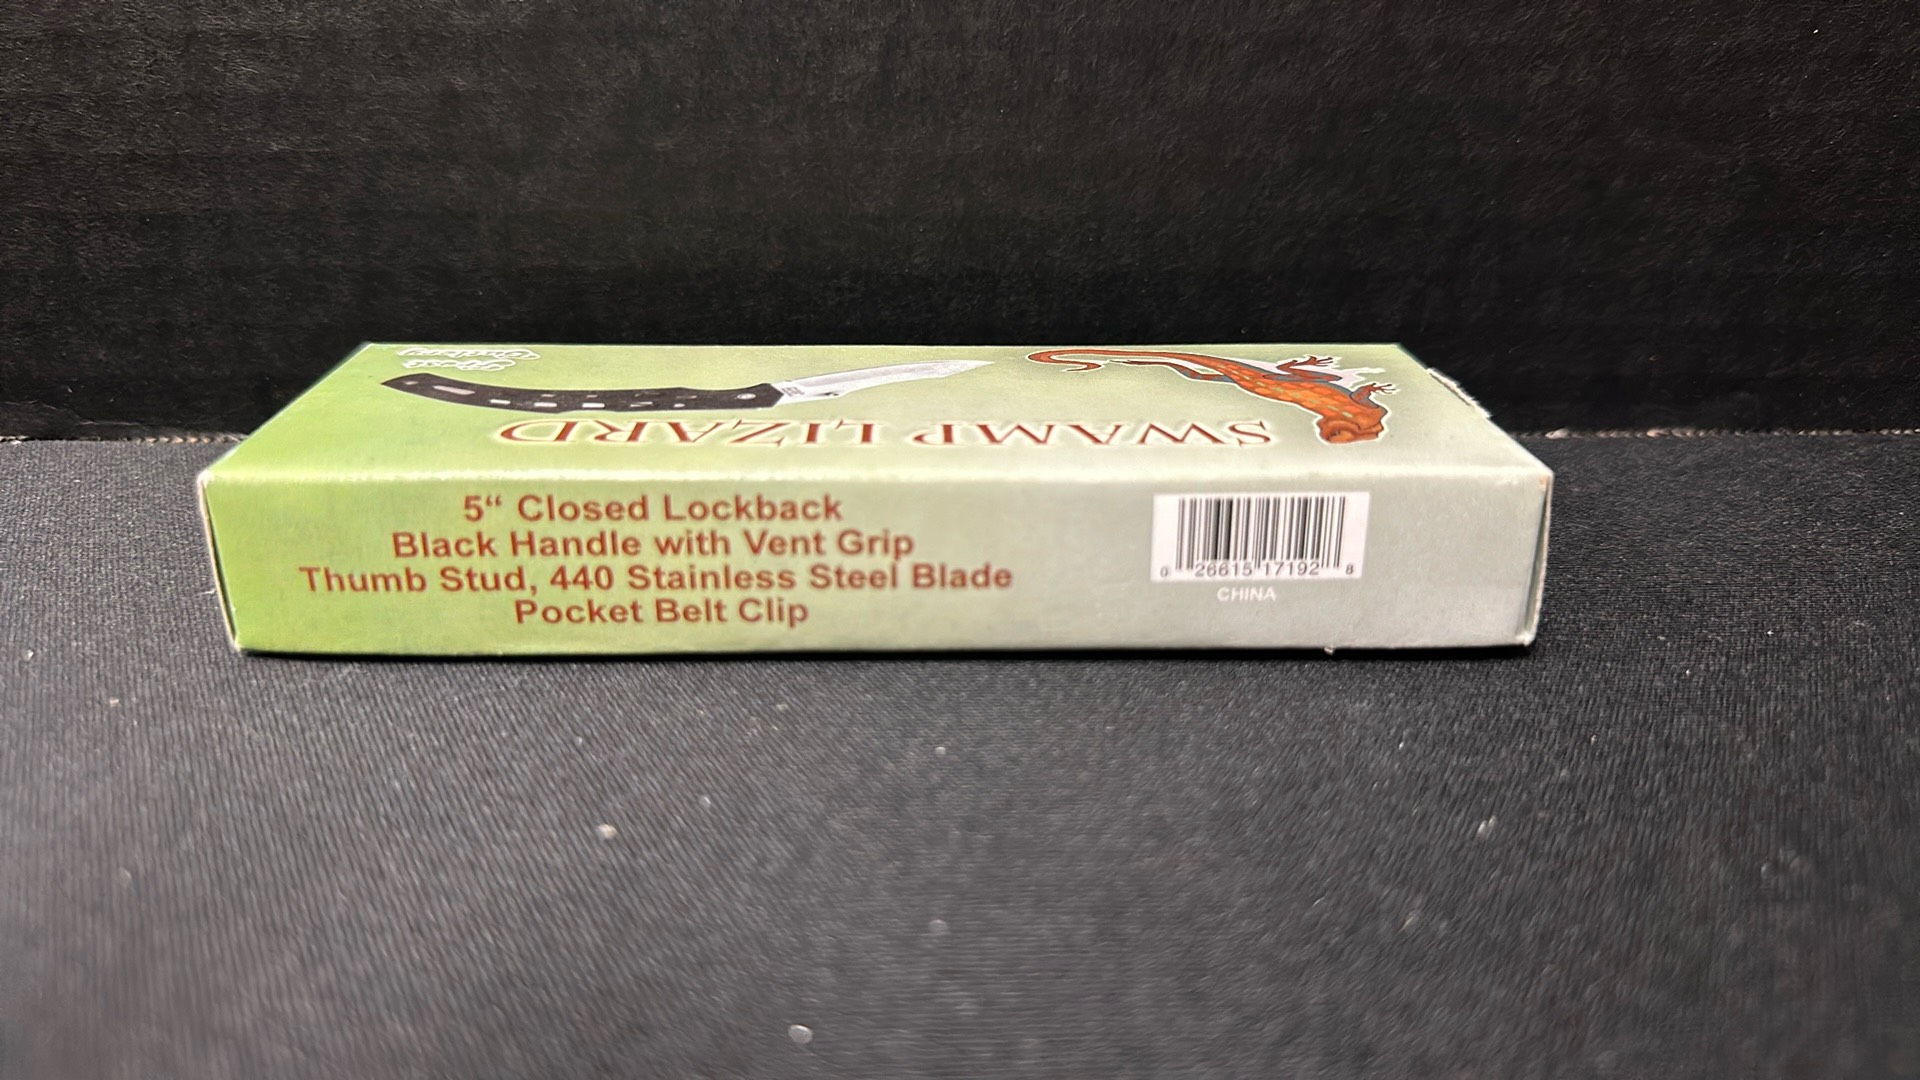 SWAMP LIZARD
5“ Closed Lockback
Black Handle with Vent Grip
Thumb Stud, 440 Stainless Steel Blade
Pocket Belt Clip
0 26615 17192 8
CHINA